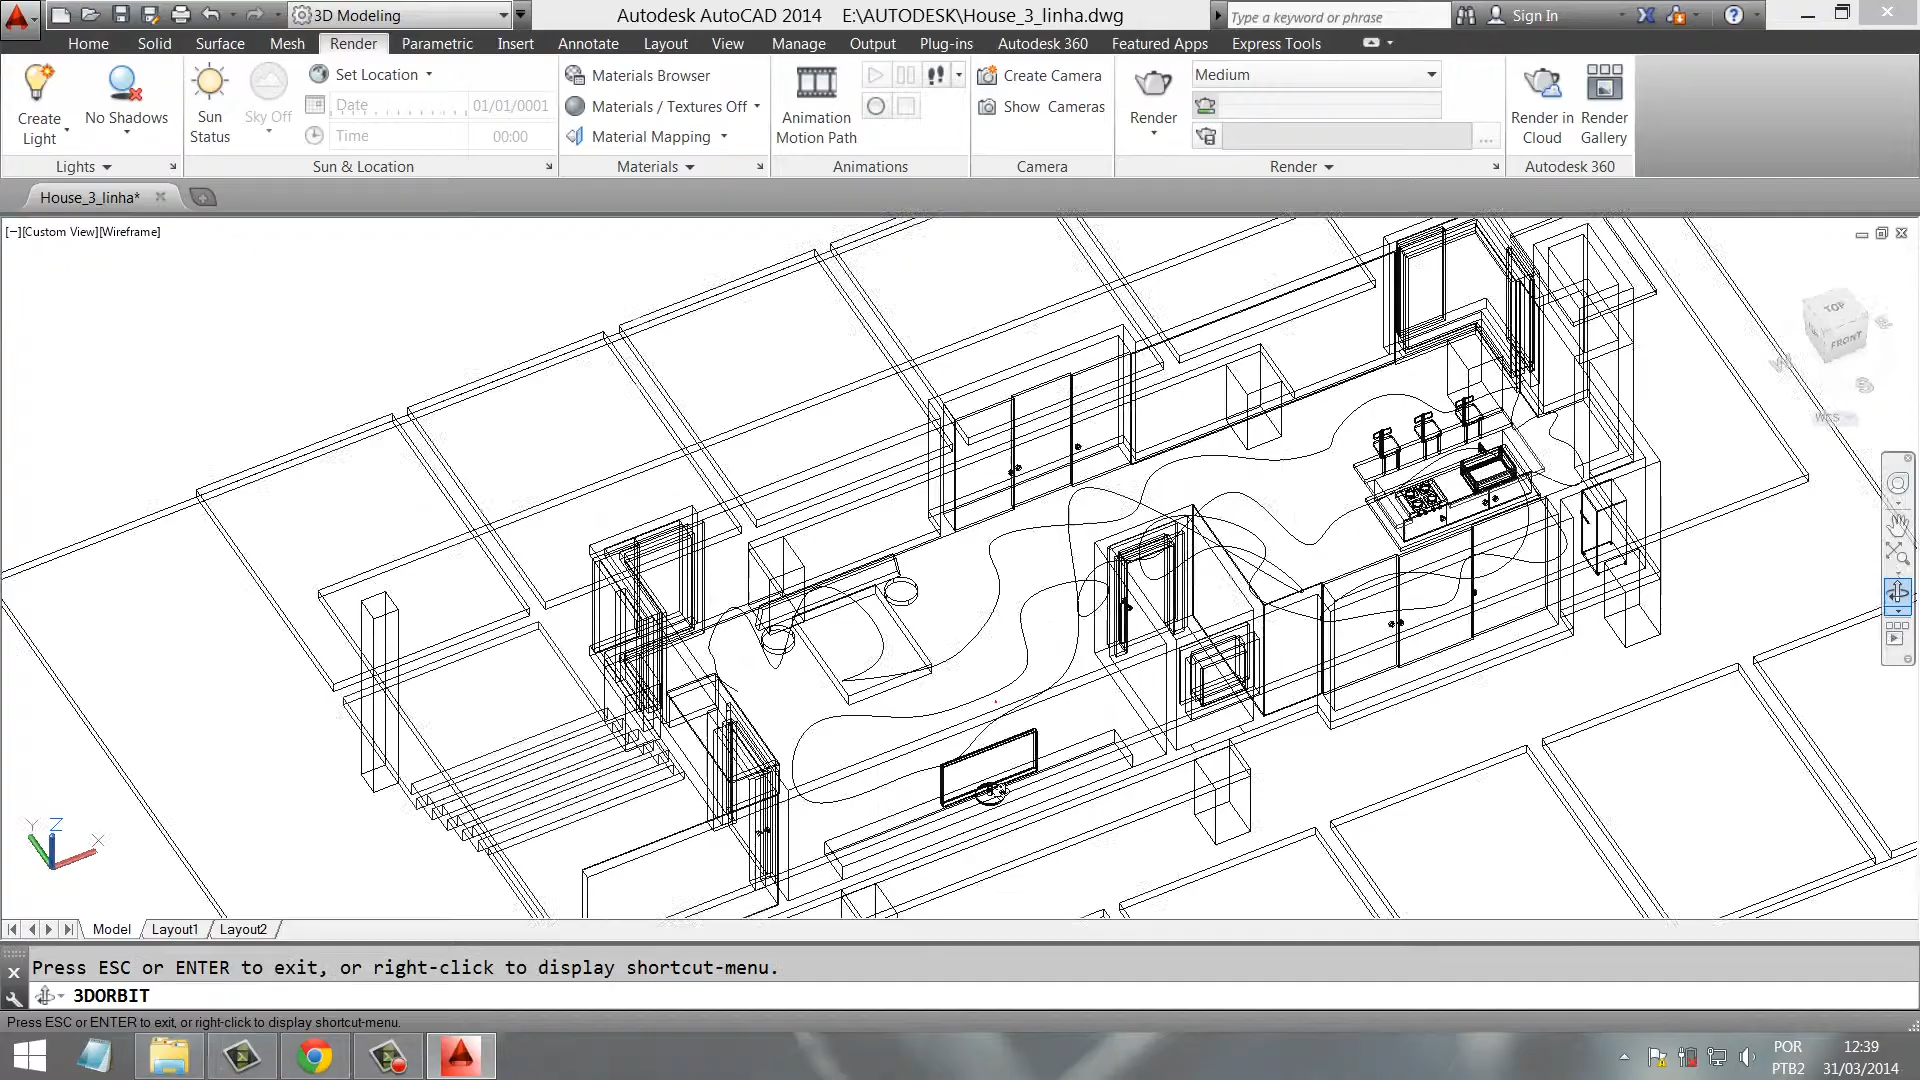 3D Modeling
Autodesk AutoCAD 2014 E:\AUTODESK\House_3_linha.dwg
Type a keyword or phrase
Sign In
Home Solid Surface Mesh Render Parametric Insert Annotate Layout View Manage Output Plug-ins Autodesk 360 Featured Apps Express Tools
Create Light
No Shadows
Lights
Sun Status
Sky Off
Set Location
Date 01/01/0001
Time 00:00
Sun & Location
Materials Browser
Materials / Textures Off
Material Mapping
Materials
Animation Motion Path
Animations
Create Camera
Show Cameras
Camera
Render
Medium
...
Render
Render in Cloud
Render Gallery
Autodesk 360
House_3_linha*
[−][Custom View][Wireframe]
TOP
FRONT
WCS
Y Z X
Model Layout1 Layout2
Press ESC or ENTER to exit, or right-click to display shortcut-menu.
3DORBIT
Press ESC or ENTER to exit, or right-click to display shortcut-menu.
POR 12:39
PTB2 31/03/2014